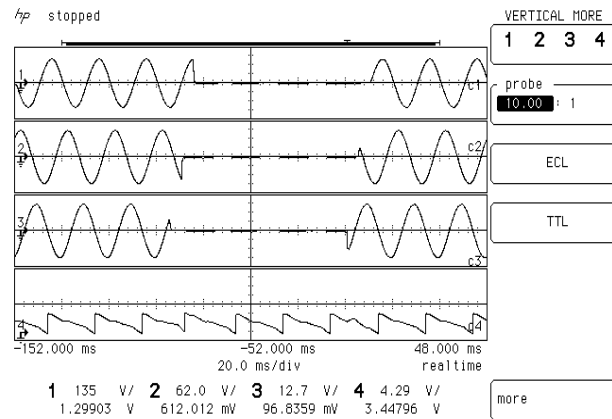 hp stopped
VERTICAL MORE
1 2 3 4
probe
10.00 : 1
ECL
TTL
more
1
c1
2
c2
3
c3
4
c4
-152.000 ms
-52.000 ms
48.000 ms
20.0 ms/div
realtime
1 135 V/ 2 62.0 V/ 3 12.7 V/ 4 4.29 V/
1.29903 V 612.012 mV 96.8359 mV 3.44796 V